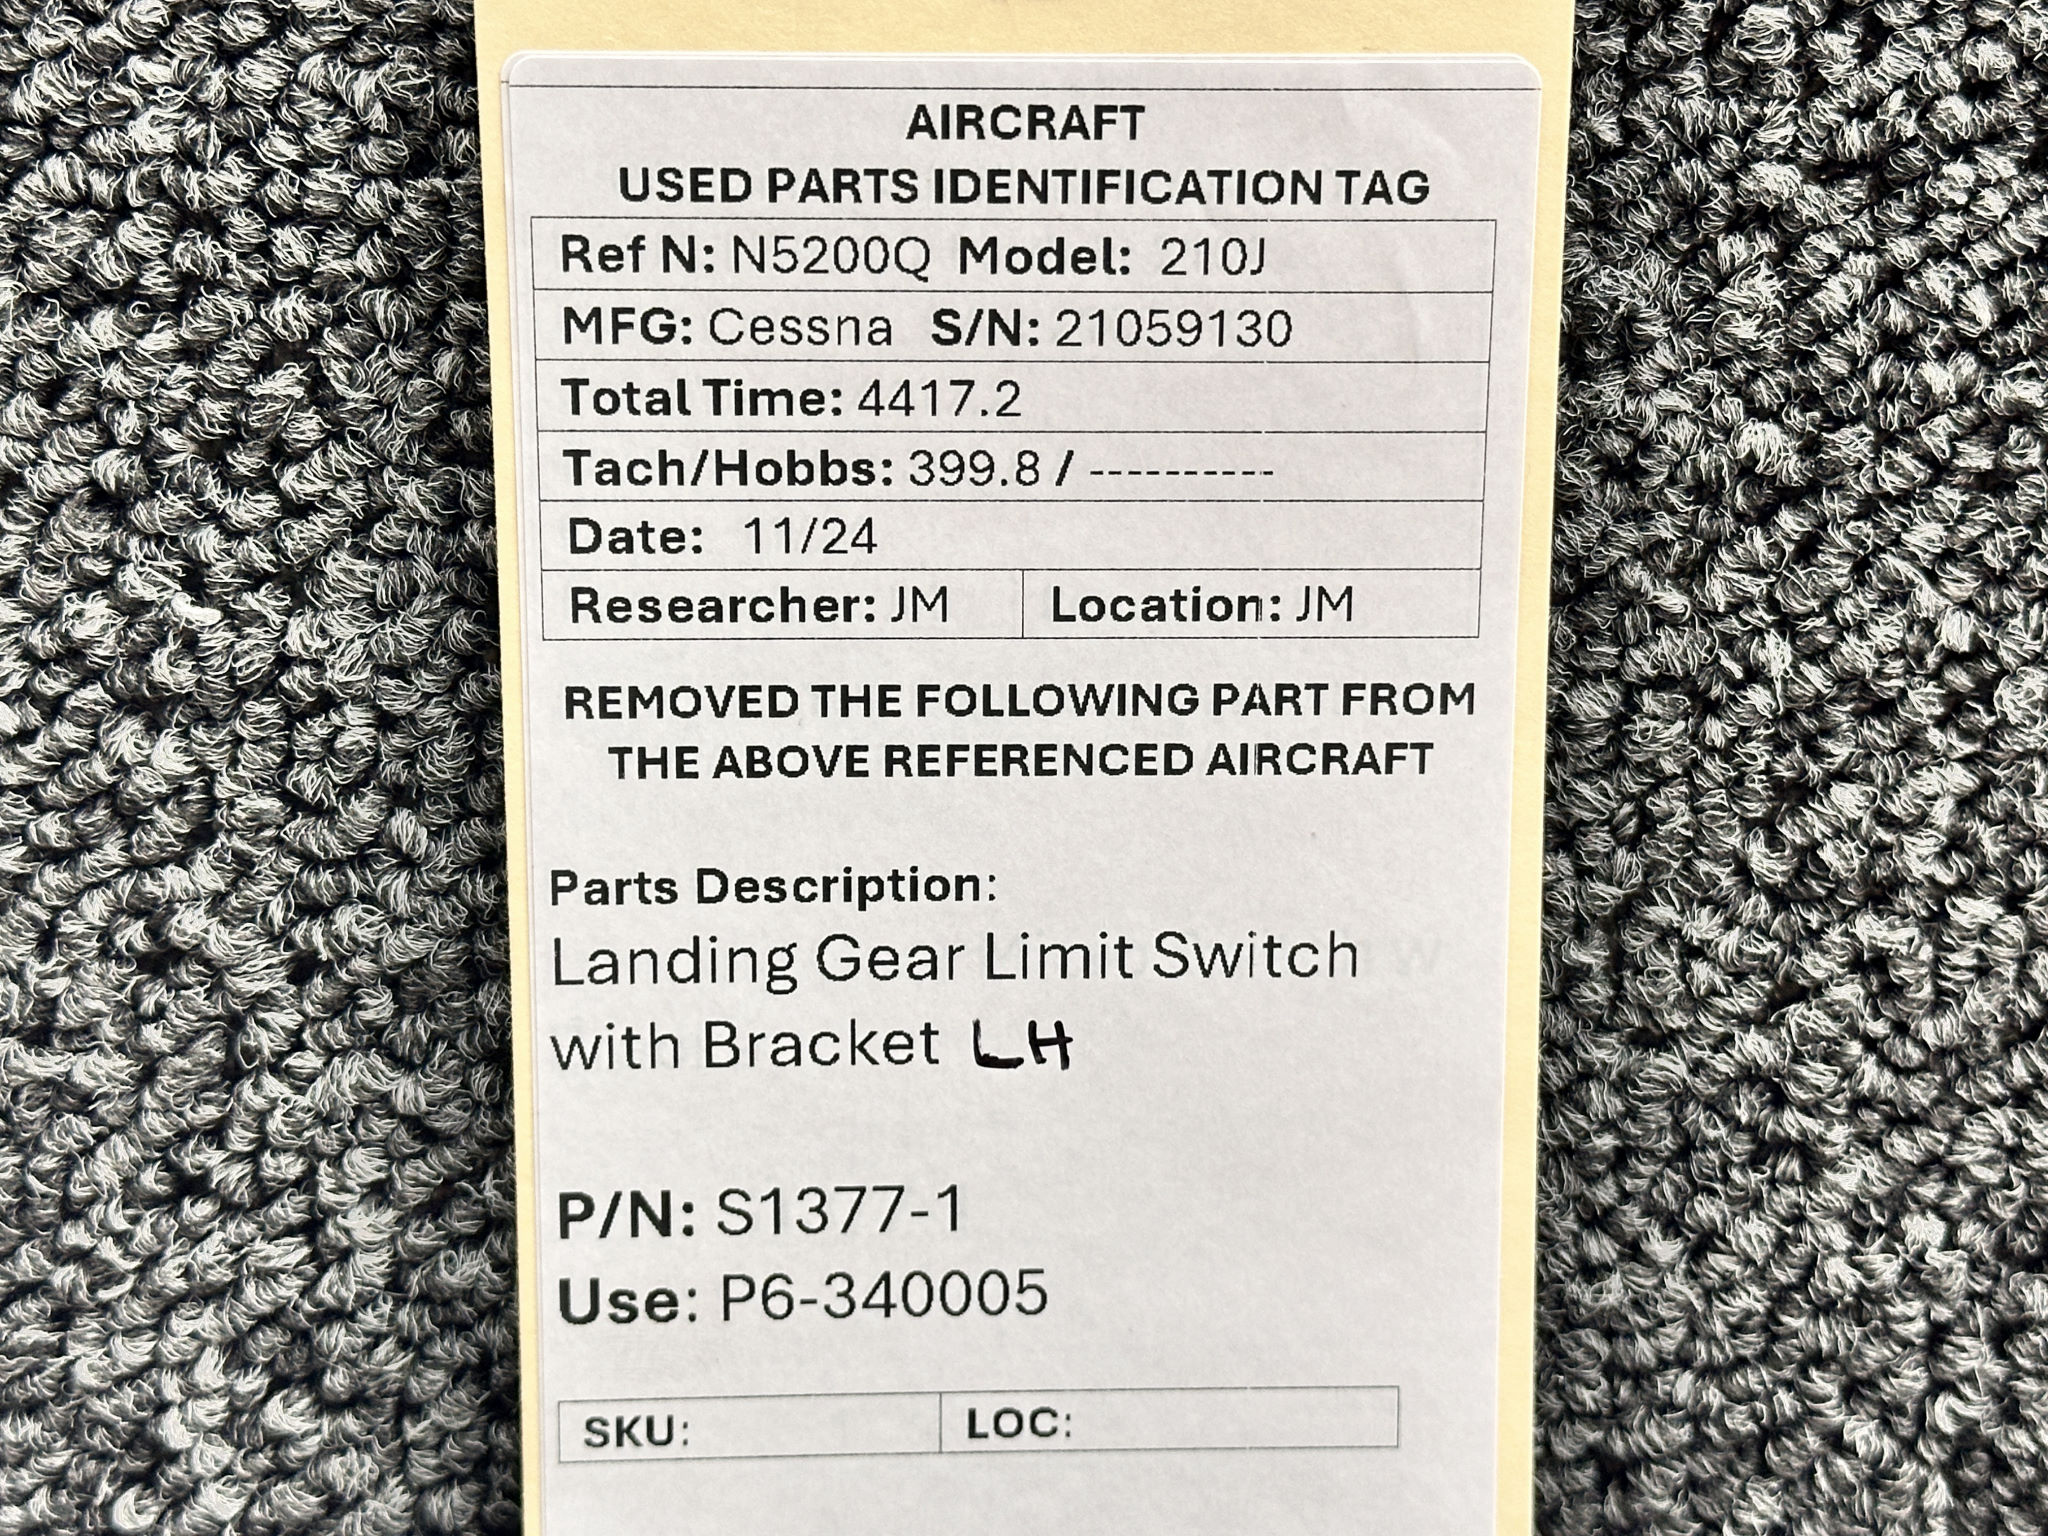 AIRCRAFT
USED PARTS IDENTIFICATION TAG
Ref N: N5200Q Model: 210J
MFG: Cessna S/N: 21059130
Total Time: 4417.2
Tach/Hobbs: 399.8 / ----------
Date: 11/24
Researcher: JM Location: JM
REMOVED THE FOLLOWING PART FROM
THE ABOVE REFERENCED AIRCRAFT
Parts Description:
Landing Gear Limit Switch
with Bracket LH
P/N: S1377-1
Use: P6-340005
SKU: LOC: